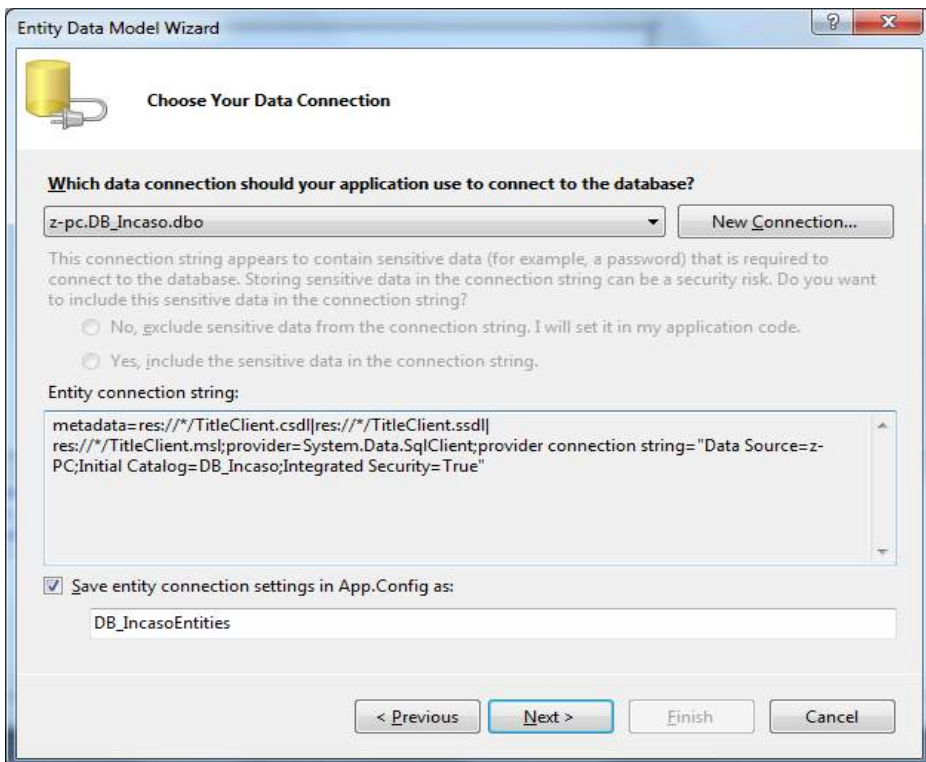 Entity Data Model Wizard
Choose Your Data Connection
Which data connection should your application use to connect to the database?
z-pc.DB_Incaso.dbo
New Connection...
This connection string appears to contain sensitive data (for example, a password) that is required to
connect to the database. Storing sensitive data in the connection string can be a security risk. Do you want
to include this sensitive data in the connection string?
No, exclude sensitive data from the connection string. I will set it in my application code.
Yes, include the sensitive data in the connection string.
Entity connection string:
metadata=res://*/TitleClient.csdl|res://*/TitleClient.ssdl|
res://*/TitleClient.msl;provider=System.Data.SqlClient;provider connection string="Data Source=z-
PC;Initial Catalog=DB_Incaso;Integrated Security=True"
Save entity connection settings in App.Config as:
DB_IncasoEntities
< Previous
Next >
Finish
Cancel